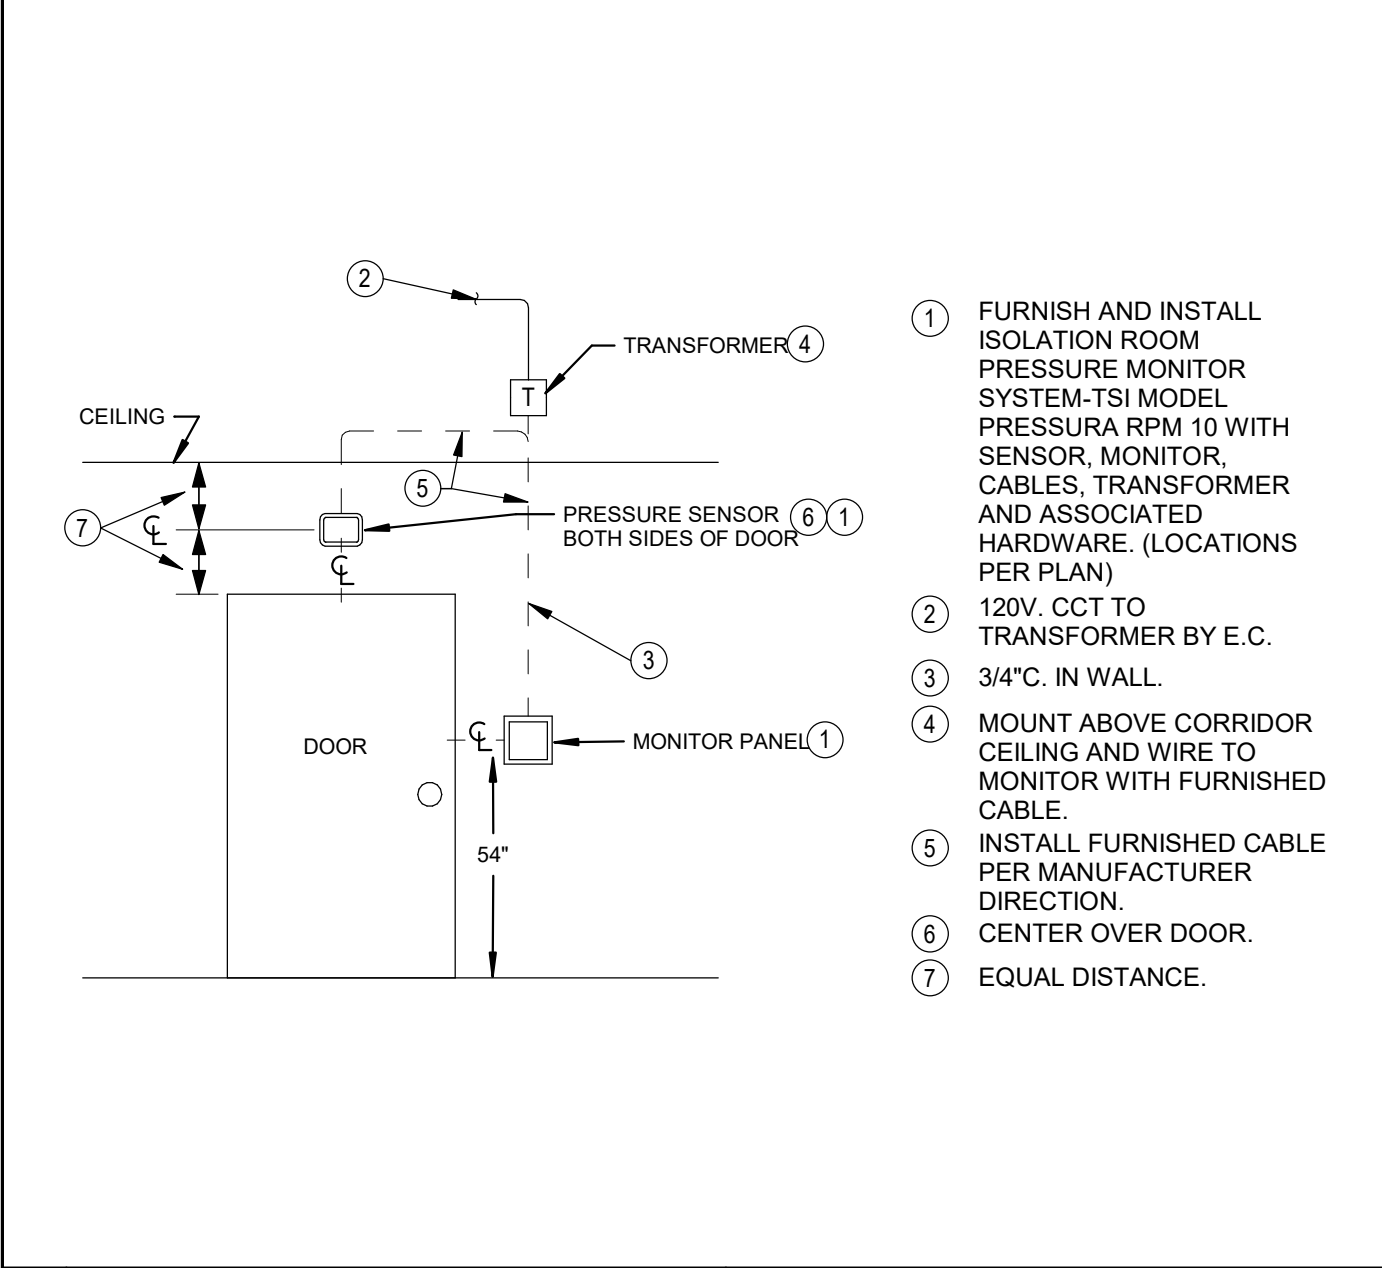 2
TRANSFORMER 4
T
CEILING
5
7
℄
PRESSURE SENSOR 6 1
BOTH SIDES OF DOOR
℄
3
DOOR
℄
MONITOR PANEL 1
54"
1 FURNISH AND INSTALL
ISOLATION ROOM
PRESSURE MONITOR
SYSTEM-TSI MODEL
PRESSURA RPM 10 WITH
SENSOR, MONITOR,
CABLES, TRANSFORMER
AND ASSOCIATED
HARDWARE. (LOCATIONS
PER PLAN)
2 120V. CCT TO
TRANSFORMER BY E.C.
3 3/4"C. IN WALL.
4 MOUNT ABOVE CORRIDOR
CEILING AND WIRE TO
MONITOR WITH FURNISHED
CABLE.
5 INSTALL FURNISHED CABLE
PER MANUFACTURER
DIRECTION.
6 CENTER OVER DOOR.
7 EQUAL DISTANCE.